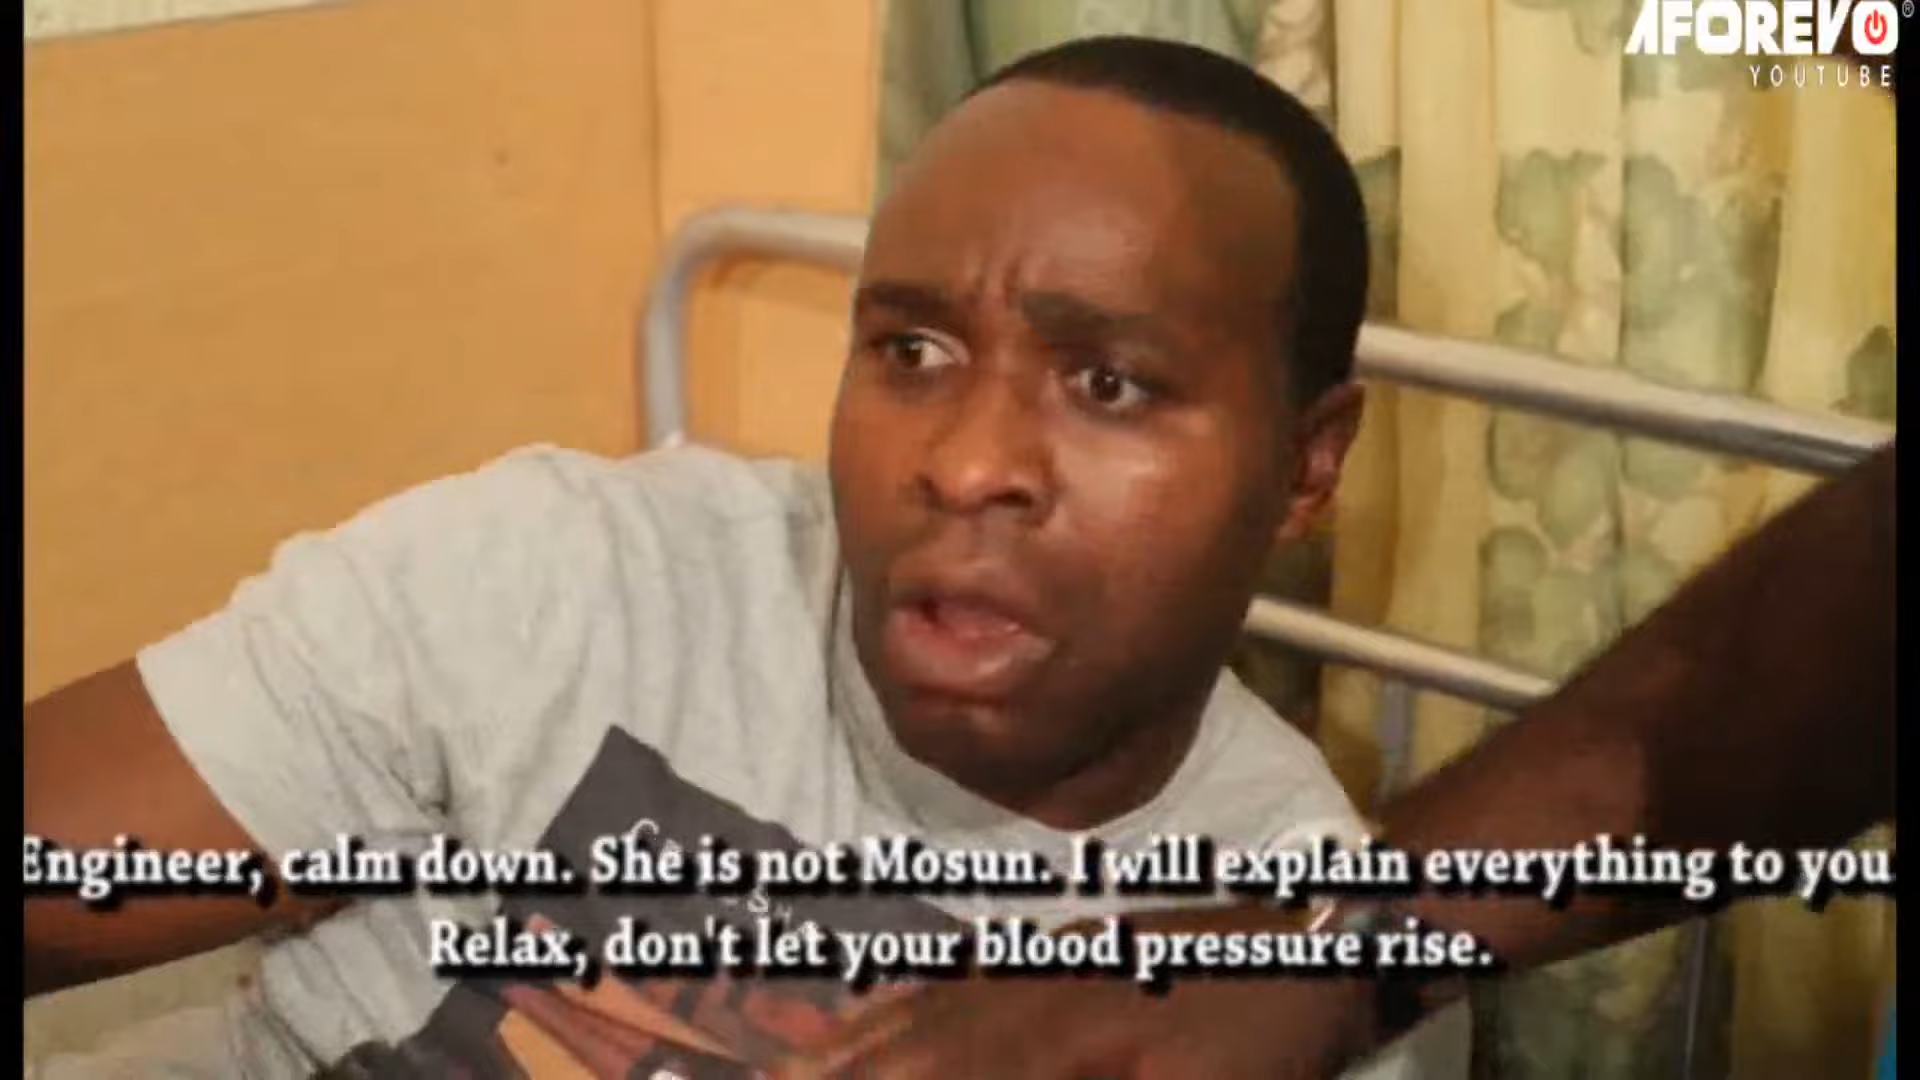 AFOREVO
YOUTUBE
Engineer, calm down. She is not Mosun. I will explain everything to you
Relax, don't let your blood pressure rise.